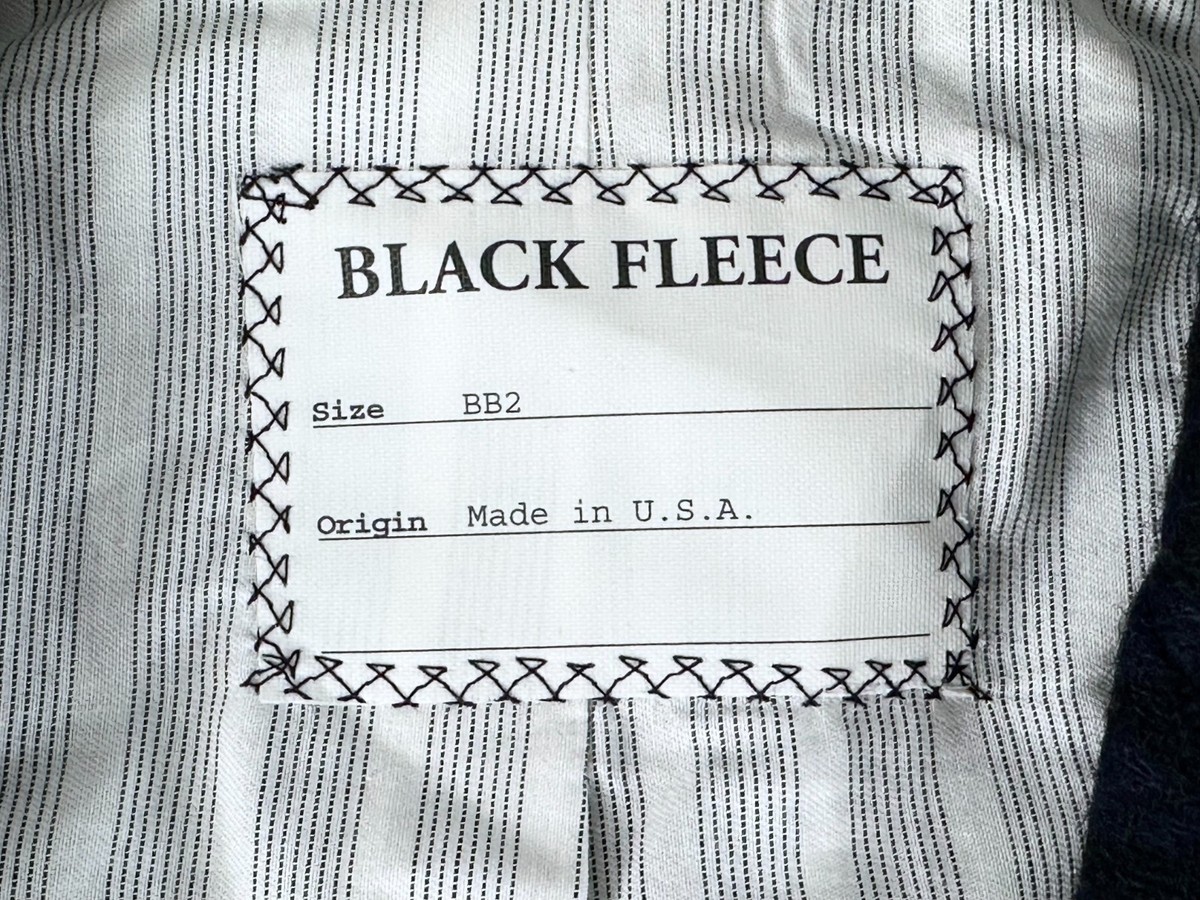 BLACK FLEECE
Size BB2
Origin Made in U.S.A.